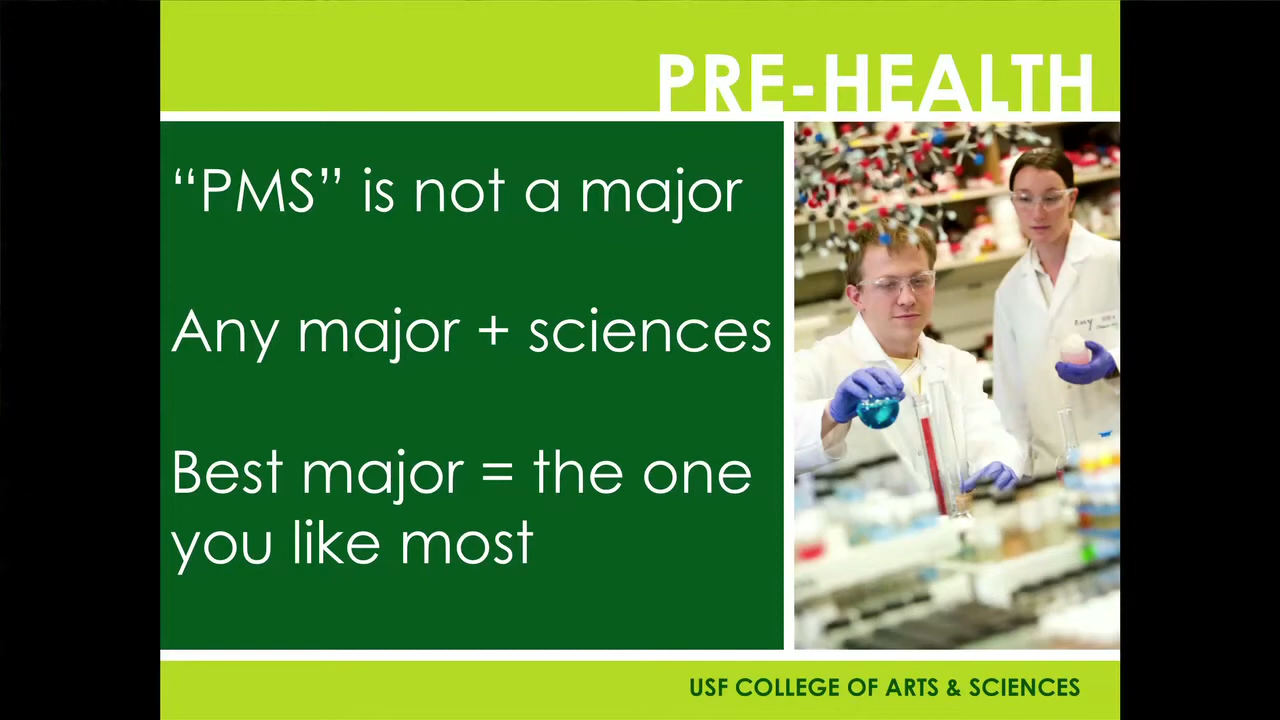 PRE-HEALTH
“PMS” is not a major
Any major + sciences
Best major = the one
you like most
USF COLLEGE OF ARTS & SCIENCES